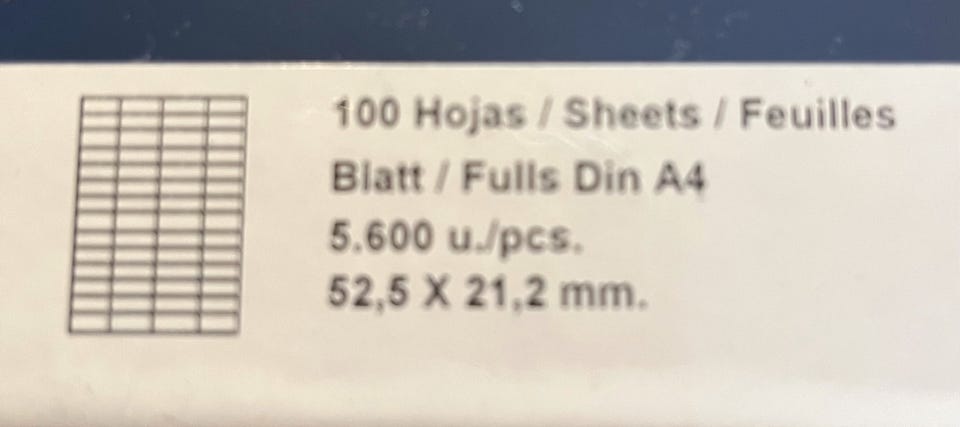 100 Hojas / Sheets / Feuilles
Blatt / Fulls Din A4
5.600 u./pcs.
52,5 X 21,2 mm.